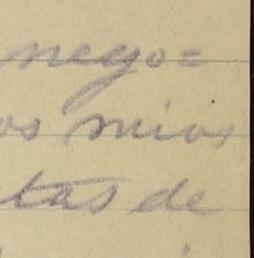 nego=
os mios
tas de